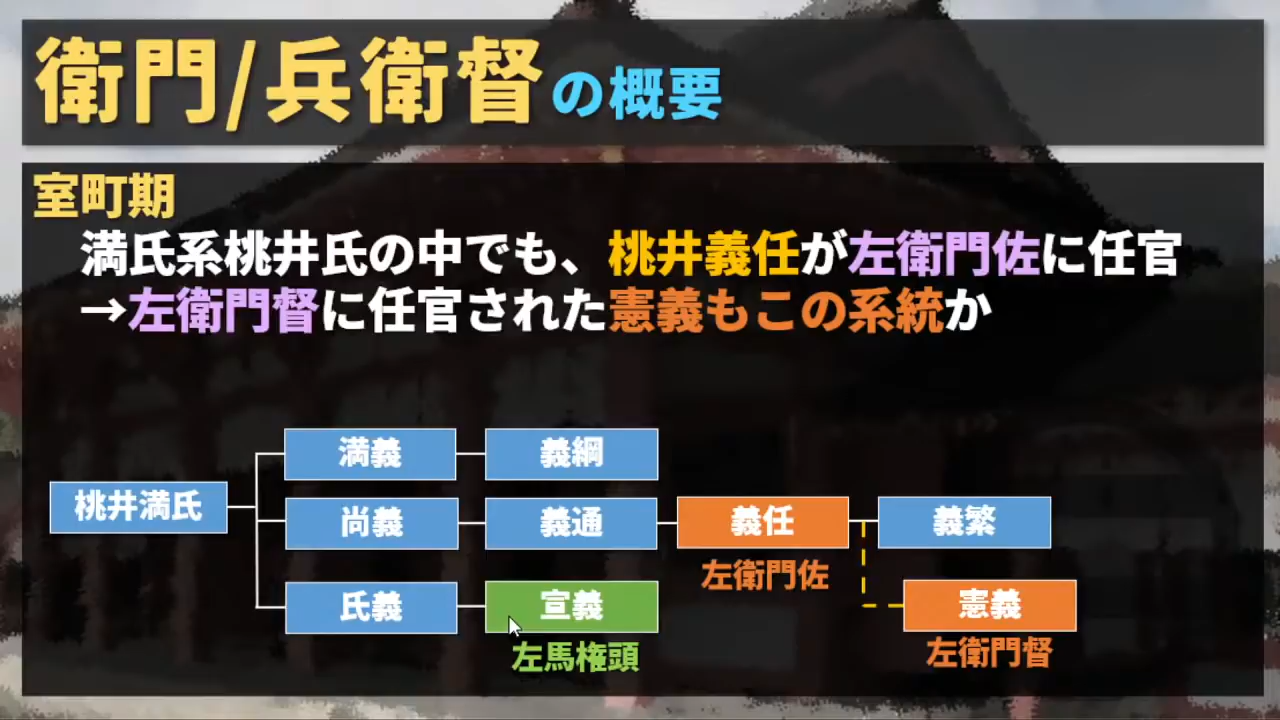 衛門/兵衛督の概要
室町期
満氏系桃井氏の中でも、桃井義任が左衛門佐に任官
→左衛門督に任官された憲義もこの系統か
満義 義綱
桃井満氏
尚義 義通 義任 義繁
左衛門佐
氏義 宣義 憲義
左馬権頭 左衛門督